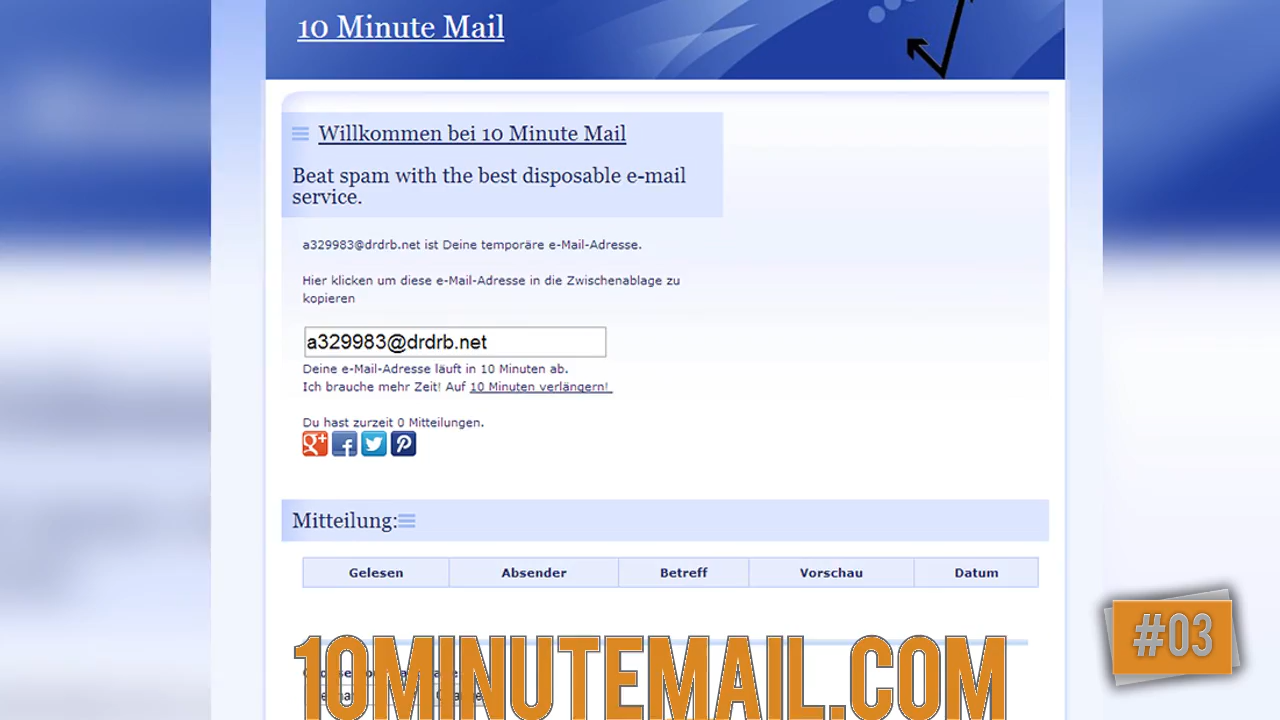 10 Minute Mail
Willkommen bei 10 Minute Mail
Beat spam with the best disposable e-mail
service.
a329983@drdrb.net ist Deine temporäre e-Mail-Adresse.
Hier klicken um diese e-Mail-Adresse in die Zwischenablage zu
kopieren
a329983@drdrb.net
Deine e-Mail-Adresse läuft in 10 Minuten ab.
Ich brauche mehr Zeit! Auf 10 Minuten verlängern!
Du hast zurzeit 0 Mitteilungen.
Mitteilung:
Gelesen Absender Betreff Vorschau Datum
#03
10MINUTEMAIL.COM